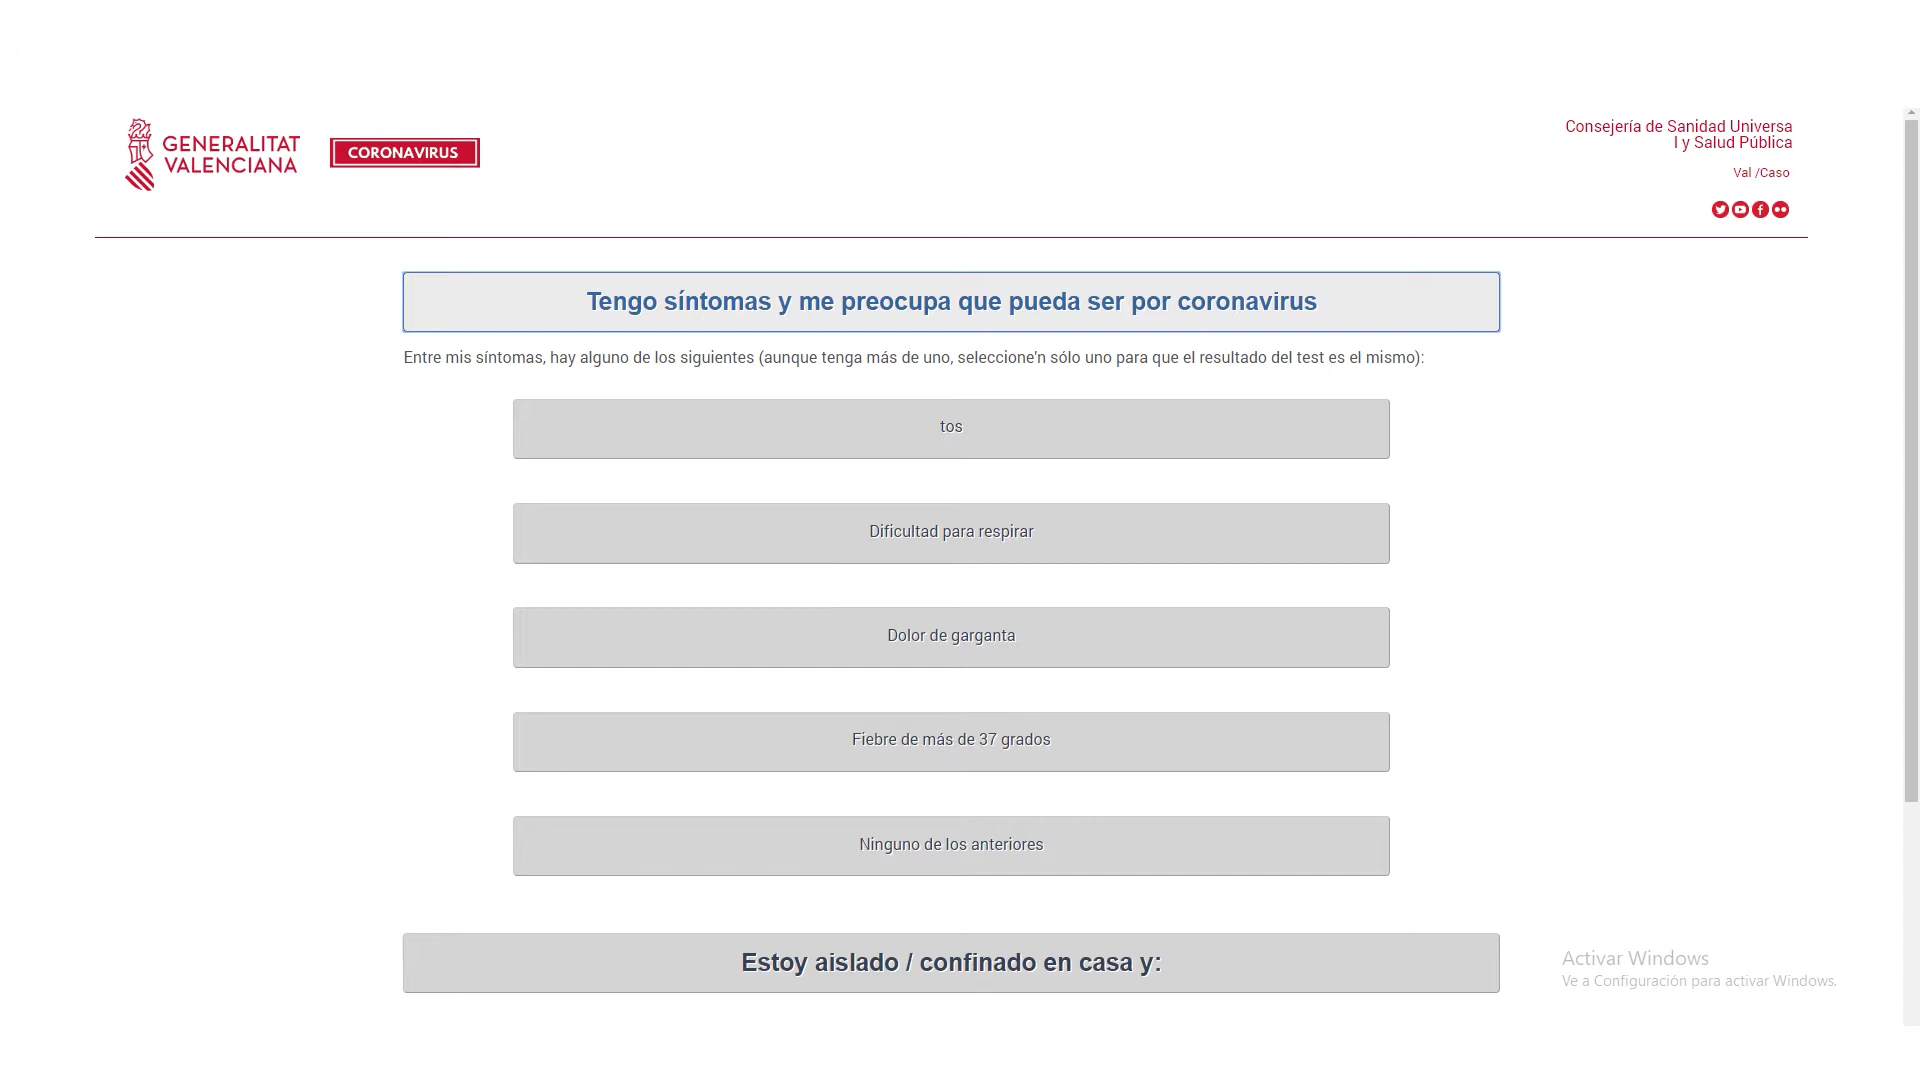 GENERALITAT
VALENCIANA
CORONAVIRUS
Consejería de Sanidad Universa
l y Salud Pública
Val /Caso
Tengo síntomas y me preocupa que pueda ser por coronavirus
Entre mis síntomas, hay alguno de los siguientes (aunque tenga más de uno, seleccione'n sólo uno para que el resultado del test es el mismo):
tos
Dificultad para respirar
Dolor de garganta
Fiebre de más de 37 grados
Ninguno de los anteriores
Estoy aislado / confinado en casa y:
Activar Windows
Ve a Configuración para activar Windows.